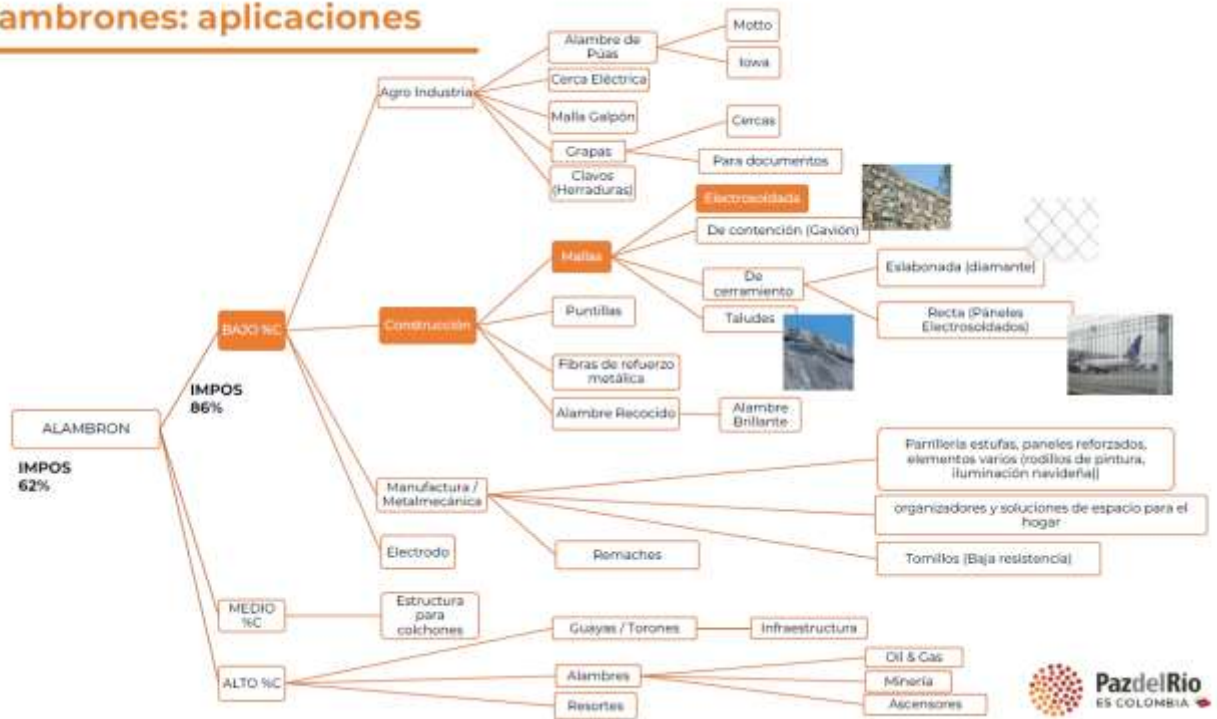 ambrones: aplicaciones
Motto
Alambre de
Púas
Iowa
Agro Industria
Cerca Eléctrica
Malla Galpón
Cercas
Grapas
Para documentos
Clavos
(Herraduras)
Electrosoldada
De contención (Gavión)
Mallas
Eslabonada (diamante)
De
cerramiento
BAJO %C
Construcción
Puntillas
Taludes
Recta (Páneles
Electrosoldados)
Fibras de refuerzo
metálica
IMPOS
86%
Alambre Recocido
Alambre
Brillante
ALAMBRON
IMPOS
62%
Parrillería estufas, paneles reforzados,
elementos varios (rodillos de pintura,
iluminación navideña))
Manufactura /
Metalmecánica
organizadores y soluciones de espacio para el
hogar
Electrodo
Remaches
Tornillos (Baja resistencia)
MEDIO
%C
Estructura
para
colchones
Guayas / Torones
Infraestructura
Oil & Gas
ALTO %C
Alambres
Minería
Resortes
Ascensores
PazdelRio
ES COLOMBIA